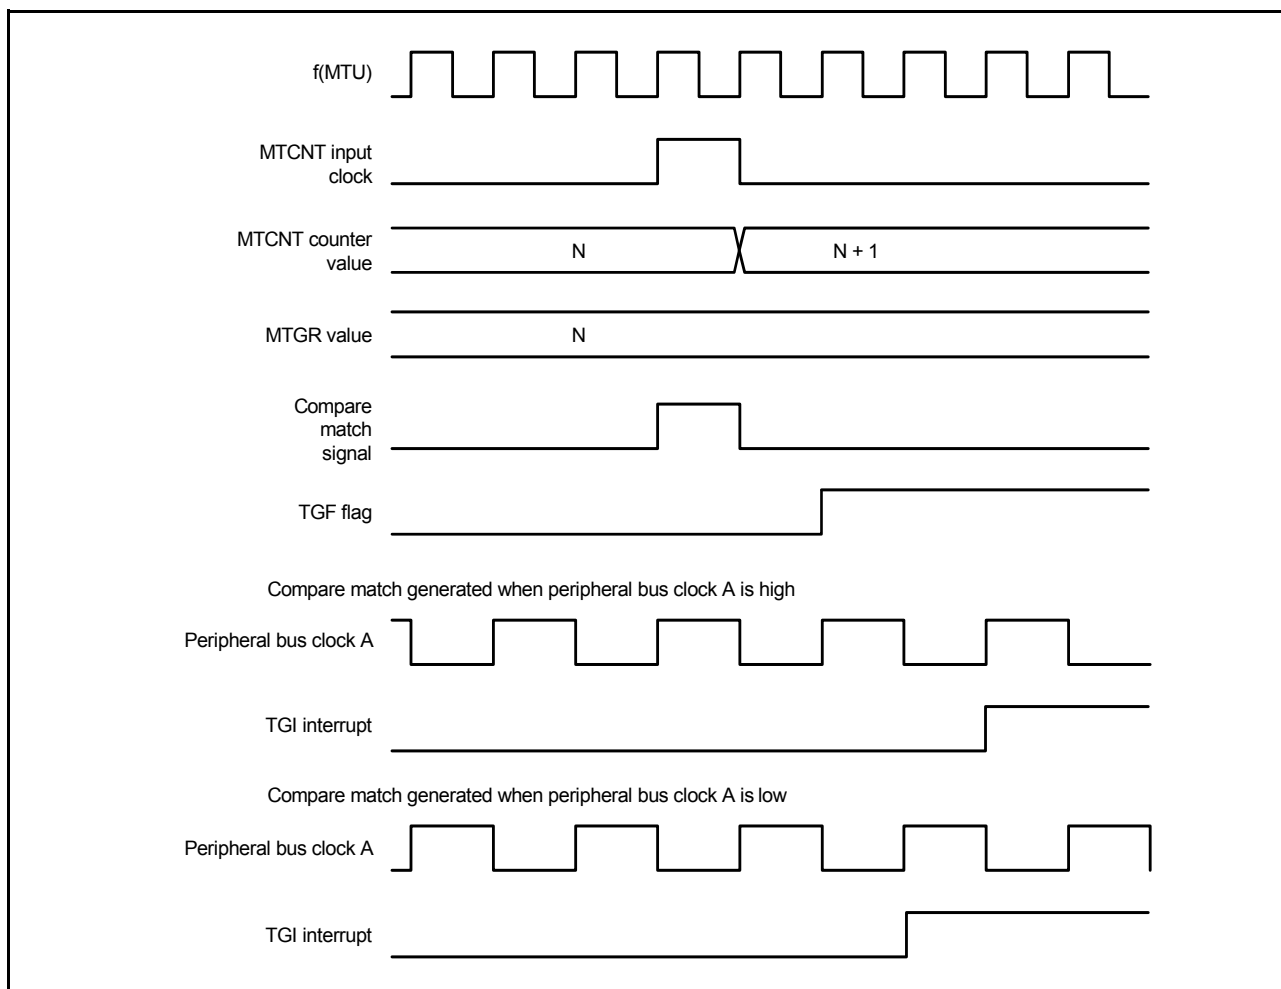 f(MTU)
MTCNT input
clock
MTCNT counter
value
N
N + 1
MTGR value
N
Compare
match
signal
TGF flag
Compare match generated when peripheral bus clock A is high
Peripheral bus clock A
TGI interrupt
Compare match generated when peripheral bus clock A is low
Peripheral bus clock A
TGI interrupt